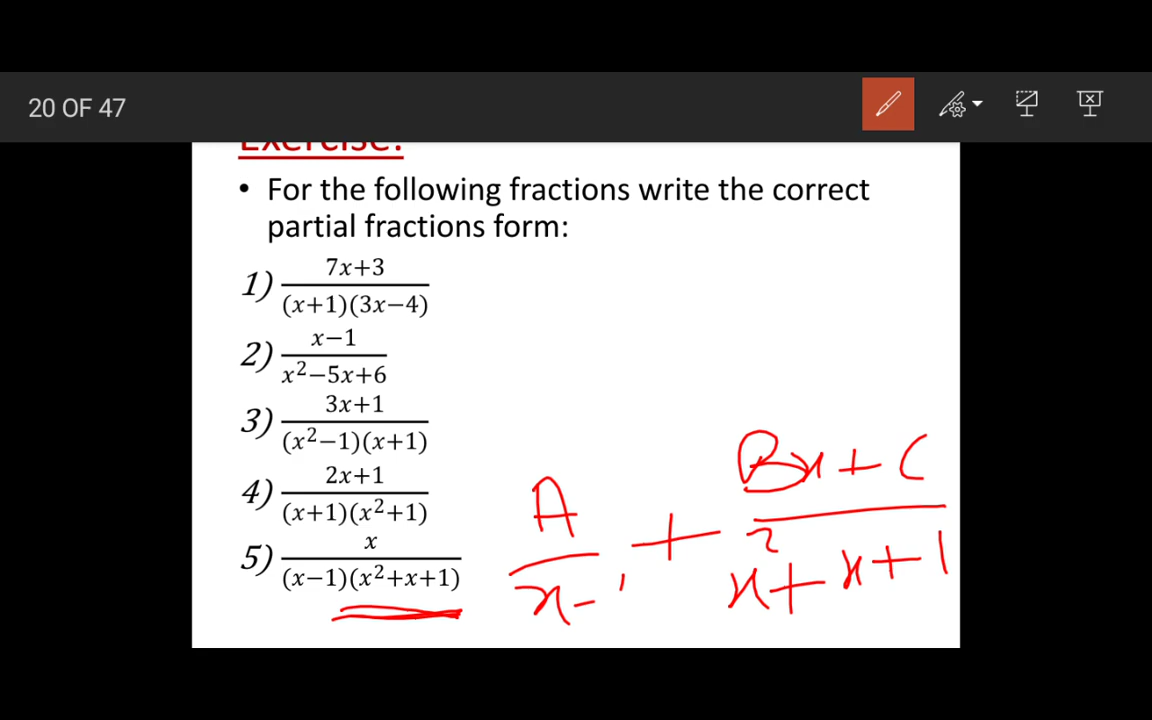 20 OF 47
Exercise:
• For the following fractions write the correct
partial fractions form:
1) 7x+3 / (x+1)(3x−4)
2) x−1 / x²−5x+6
3) 3x+1 / (x²−1)(x+1)
4) 2x+1 / (x+1)(x²+1)
5) x / (x−1)(x²+x+1)
A / x−1 + Bx+C / x²+x+1